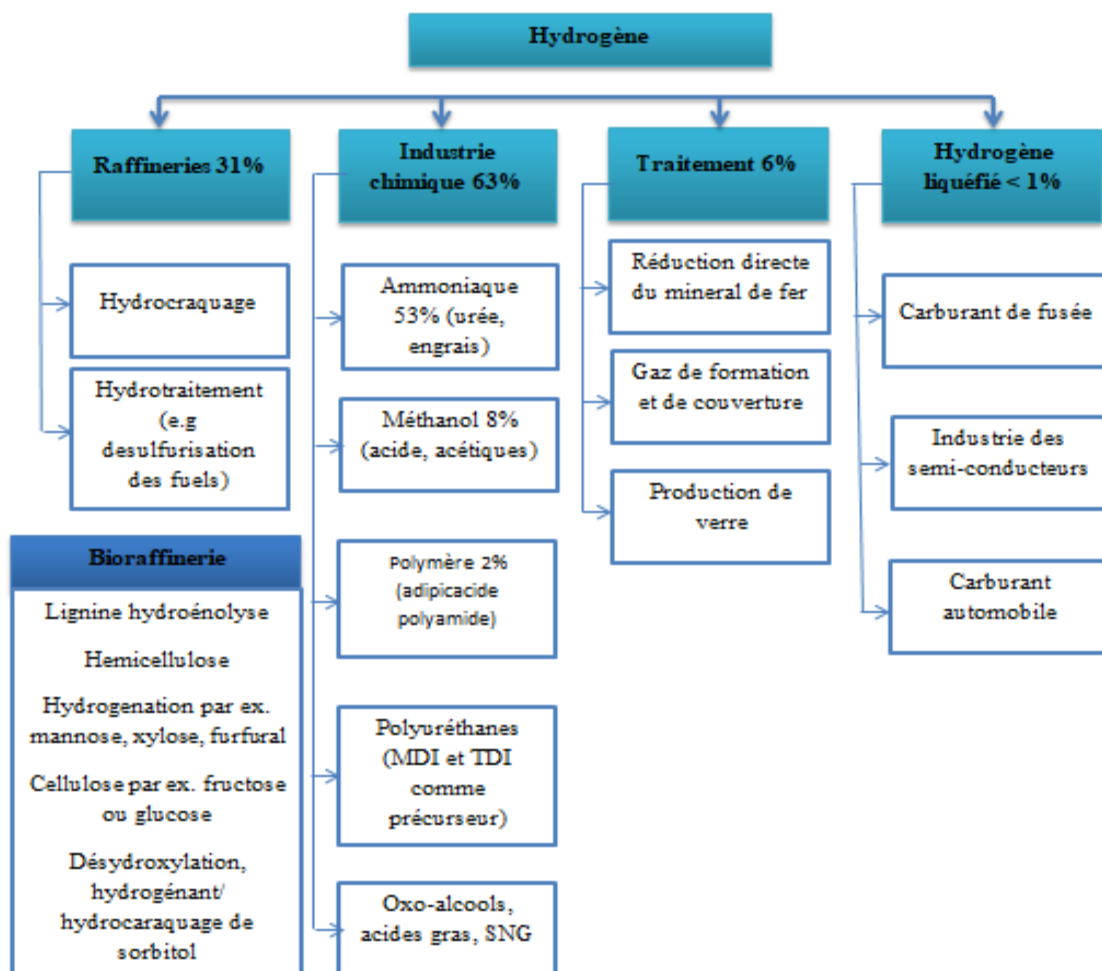 Hydrogène
Raffineries 31%
Hydrocraquage
Hydrotraitement
(e.g
desulfurisation
des fuels)
Bioraffinerie
Lignine hydroénolyse
Hemicellulose
Hydrogenation par ex.
mannose, xylose, furfural
Cellulose par ex. fructose
ou glucose
Désydroxylation,
hydrogénant/
hydrocaraquage de
sorbitol
Industrie
chimique 63%
Ammoniaque
53% (urée,
engrais)
Méthanol 8%
(acide, acétiques)
Polymère 2%
(adipicacide
polyamide)
Polyuréthanes
(MDI et TDI
comme
précurseur)
Oxo-alcools,
acides gras, SNG
Traitement 6%
Réduction directe
du mineral de fer
Gaz de formation
et de couverture
Production de
verre
Hydrogène
liquéfié < 1%
Carburant de fusée
Industrie des
semi-conducteurs
Carburant
automobile